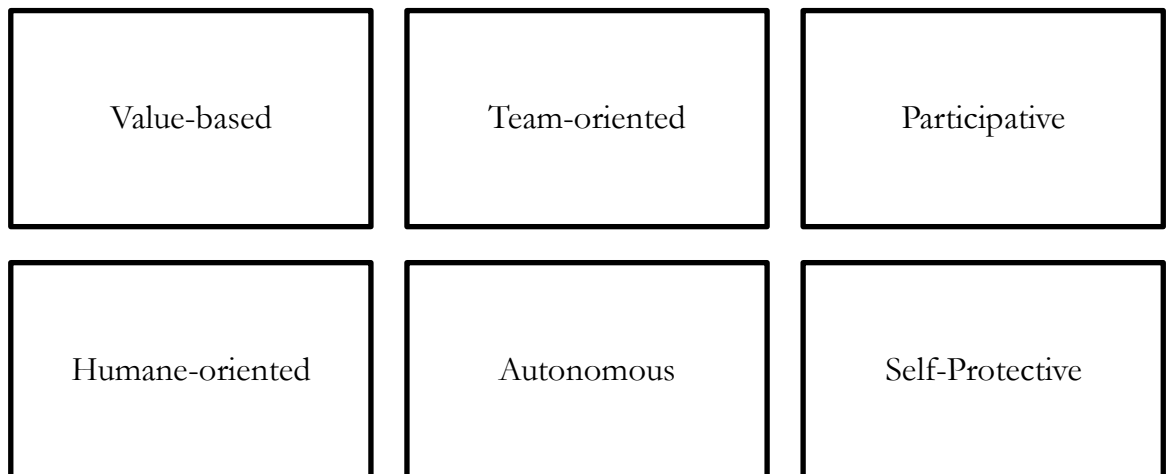 Value-based
Team-oriented
Participative
Humane-oriented
Autonomous
Self-Protective